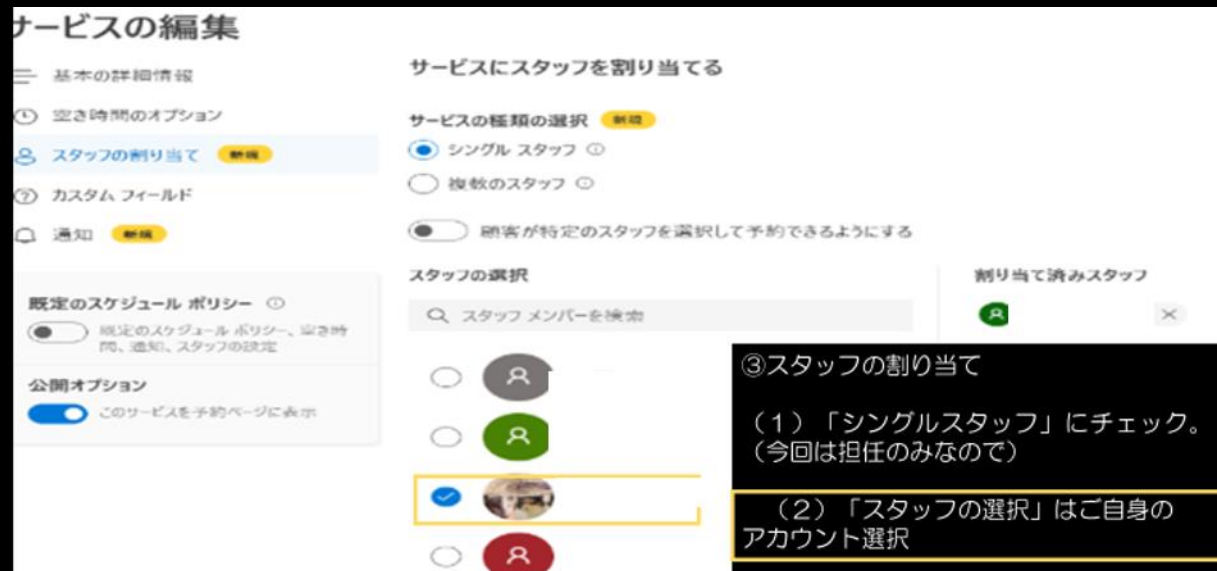 サービスの編集
基本の詳細情報
空き時間のオプション
スタッフの割り当て 新規
カスタム フィールド
通知 新規
既定のスケジュール ポリシー
既定のスケジュール ポリシー、空き時
間、通知、スタッフの設定
公開オプション
このサービスを予約ページに表示
サービスにスタッフを割り当てる
サービスの種類の選択 新規
シングル スタッフ
複数のスタッフ
顧客が特定のスタッフを選択して予約できるようにする
スタッフの選択
スタッフ メンバーを検索
割り当て済みスタッフ
③スタッフの割り当て
（１）「シングルスタッフ」にチェック。
（今回は担任のみなので）
（２）「スタッフの選択」はご自身の
アカウント選択